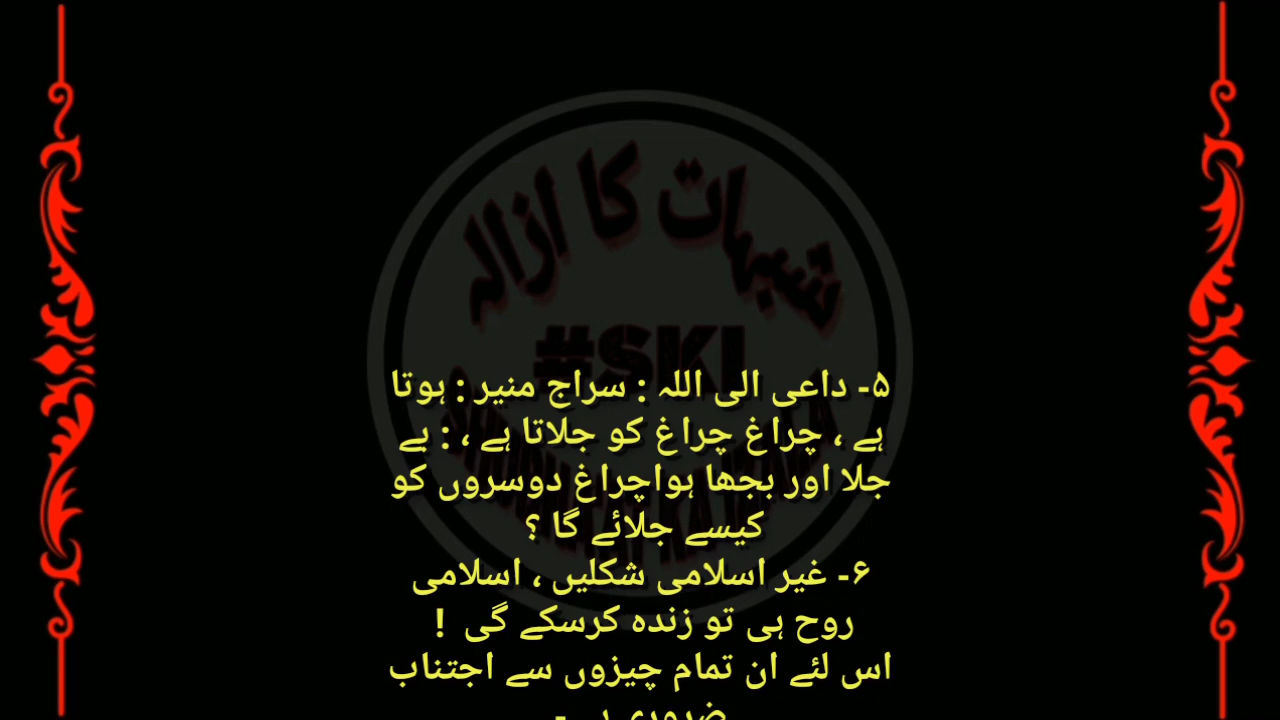 شبہات کا ازالہ
#SKI
۵- داعی الی اللہ : سراج منیر : ہوتا
ہے ، چراغ چراغ کو جلاتا ہے ، : بے
جلا اور بجھا ہواچراغ دوسروں کو
کیسے جلائے گا ؟
۶- غیر اسلامی شکلیں ، اسلامی
روح ہی تو زندہ کرسکے گی !
اس لئے ان تمام چیزوں سے اجتناب
ضروری ہے -